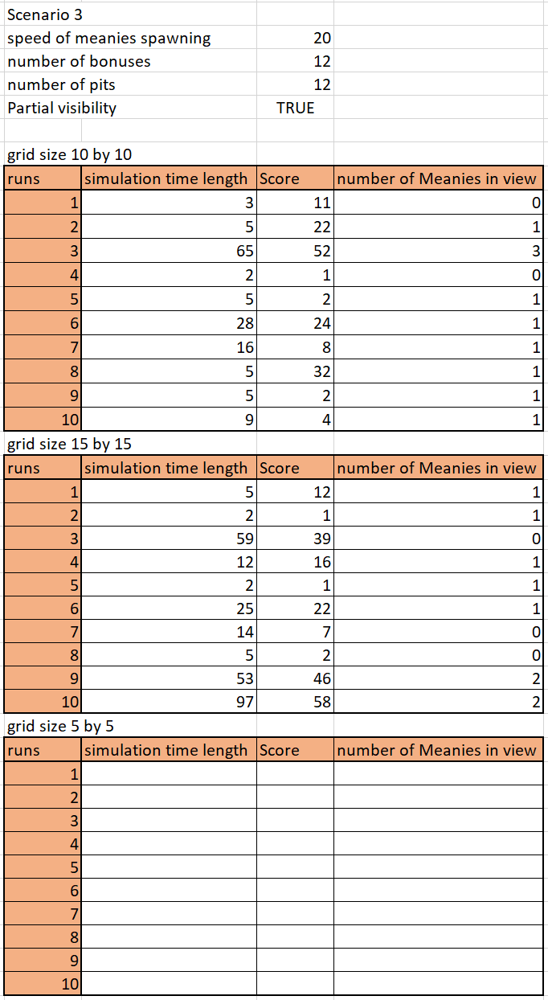 Scenario 3
speed of meanies spawning 20
number of bonuses 12
number of pits 12
Partial visibility TRUE
grid size 10 by 10
runs simulation time length Score number of Meanies in view
1 3 11 0
2 5 22 1
3 65 52 3
4 2 1 0
5 5 2 1
6 28 24 1
7 16 8 1
8 5 32 1
9 5 2 1
10 9 4 1
grid size 15 by 15
runs simulation time length Score number of Meanies in view
1 5 12 1
2 2 1 1
3 59 39 0
4 12 16 1
5 2 1 1
6 25 22 1
7 14 7 0
8 5 2 0
9 53 46 2
10 97 58 2
grid size 5 by 5
runs simulation time length Score number of Meanies in view
1
2
3
4
5
6
7
8
9
10